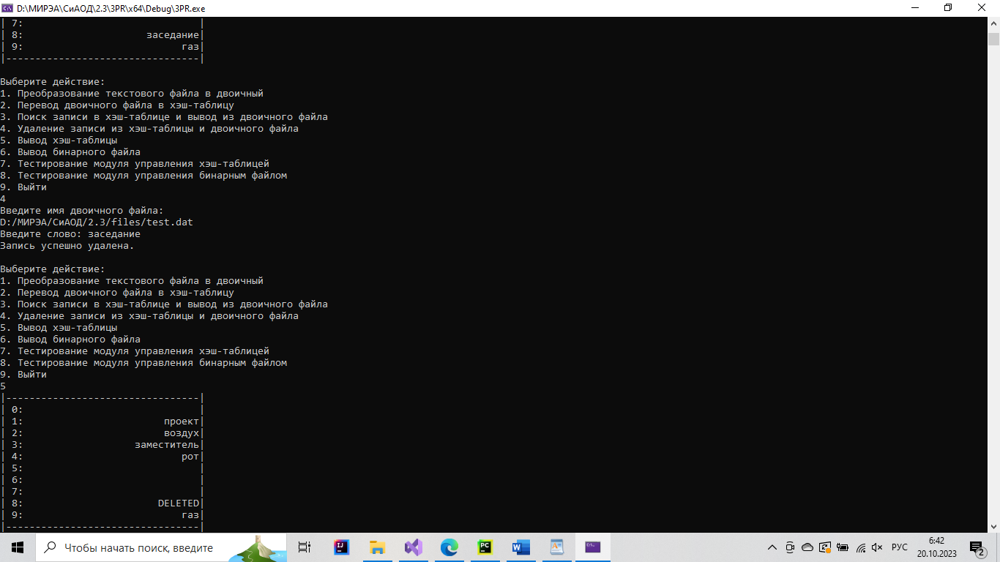 D:\МИРЭА\СиАОД\2.3\3PR\x64\Debug\3PR.exe
| 7:                              |
| 8:                     заседание|
| 9:                           газ|
|---------------------------------|
Выберите действие:
1. Преобразование текстового файла в двоичный
2. Перевод двоичного файла в хэш-таблицу
3. Поиск записи в хэш-таблице и вывод из двоичного файла
4. Удаление записи из хэш-таблицы и двоичного файла
5. Вывод хэш-таблицы
6. Вывод бинарного файла
7. Тестирование модуля управления хэш-таблицей
8. Тестирование модуля управления бинарным файлом
9. Выйти
4
Введите имя двоичного файла:
D:/МИРЭА/СиАОД/2.3/files/test.dat
Введите слово: заседание
Запись успешно удалена.
Выберите действие:
1. Преобразование текстового файла в двоичный
2. Перевод двоичного файла в хэш-таблицу
3. Поиск записи в хэш-таблице и вывод из двоичного файла
4. Удаление записи из хэш-таблицы и двоичного файла
5. Вывод хэш-таблицы
6. Вывод бинарного файла
7. Тестирование модуля управления хэш-таблицей
8. Тестирование модуля управления бинарным файлом
9. Выйти
5
|---------------------------------|
| 0:                              |
| 1:                        проект|
| 2:                        воздух|
| 3:                   заместитель|
| 4:                           рот|
| 5:                              |
| 6:                              |
| 7:                              |
| 8:                       DELETED|
| 9:                           газ|
|---------------------------------|
Чтобы начать поиск, введите
РУС
6:42
20.10.2023
2